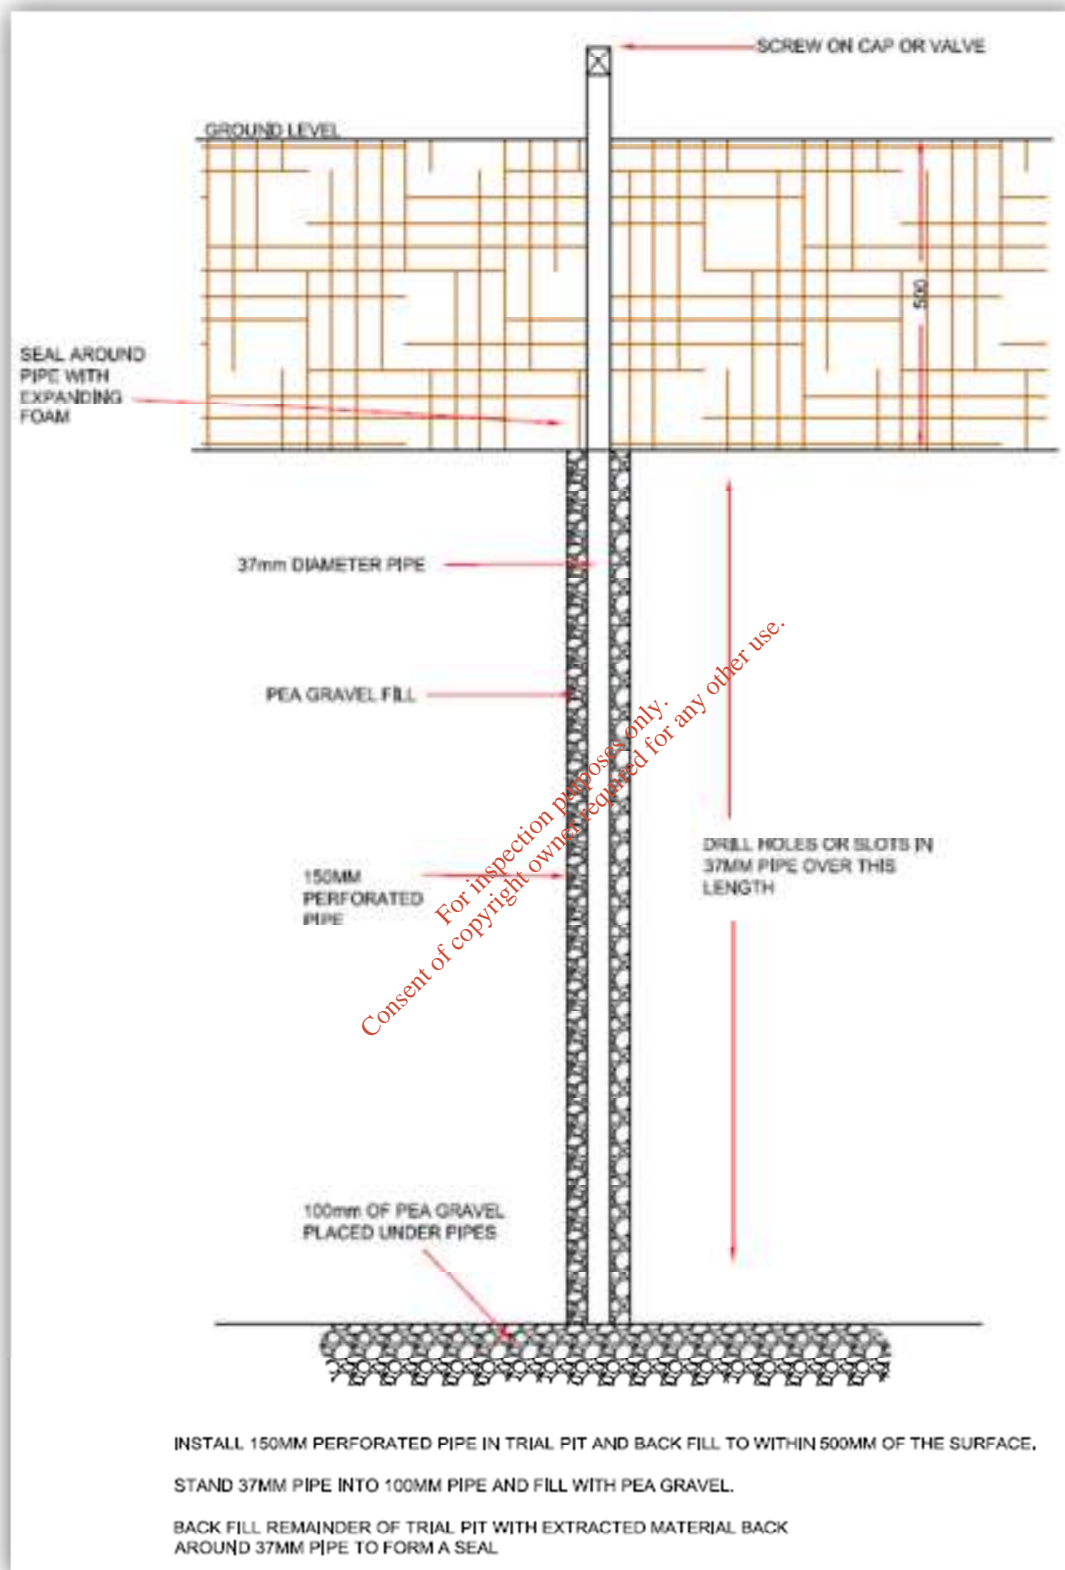 SCREW ON CAP OR VALVE
GROUND LEVEL
500
SEAL AROUND
PIPE WITH
EXPANDING
FOAM
37mm DIAMETER PIPE
PEA GRAVEL FILL
For inspection purposes only.
Consent of copyright owner required for any other use.
DRILL HOLES OR SLOTS IN
37MM PIPE OVER THIS
LENGTH
150MM
PERFORATED
PIPE
100mm OF PEA GRAVEL
PLACED UNDER PIPES
INSTALL 150MM PERFORATED PIPE IN TRIAL PIT AND BACK FILL TO WITHIN 500MM OF THE SURFACE.
STAND 37MM PIPE INTO 100MM PIPE AND FILL WITH PEA GRAVEL.
BACK FILL REMAINDER OF TRIAL PIT WITH EXTRACTED MATERIAL BACK
AROUND 37MM PIPE TO FORM A SEAL